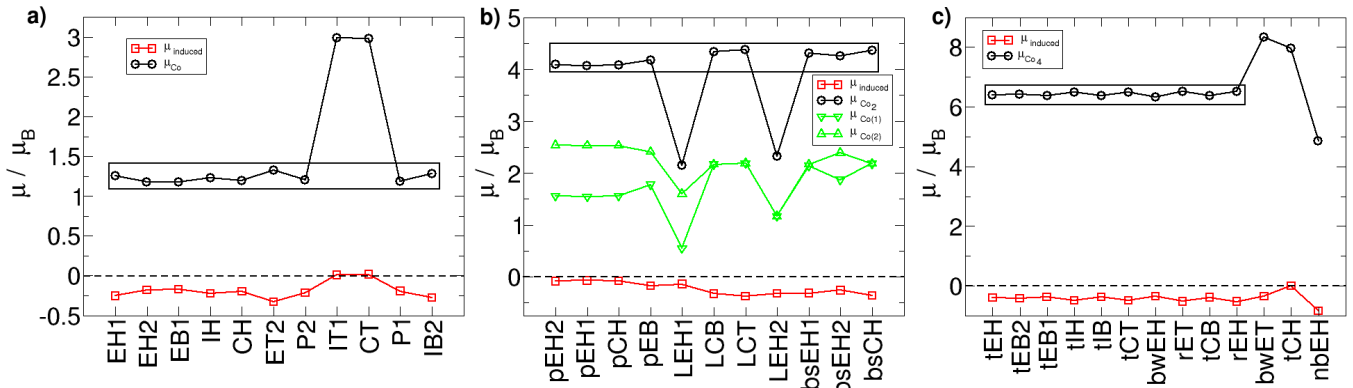 a)
μ / μB
3
2.5
2
1.5
1
0.5
0
-0.5
μ induced
μ Co
EH1
EH2
EB1
IH
CH
ET2
P2
IT1
CT
P1
IB2
b)
μ / μB
5
4
3
2
1
0
-1
μ induced
μ Co2
μ Co(1)
μ Co(2)
pEH2
pEH1
pCH
pEB
LEH1
LCB
LCT
LEH2
bsEH1
bsEH2
bsCH
c)
μ / μB
8
6
4
2
0
μ induced
μ Co4
tEH
tEB2
tEB1
tIH
tIB
tCT
bwEH
rET
tCB
rEH
bwET
tCH
nbEH